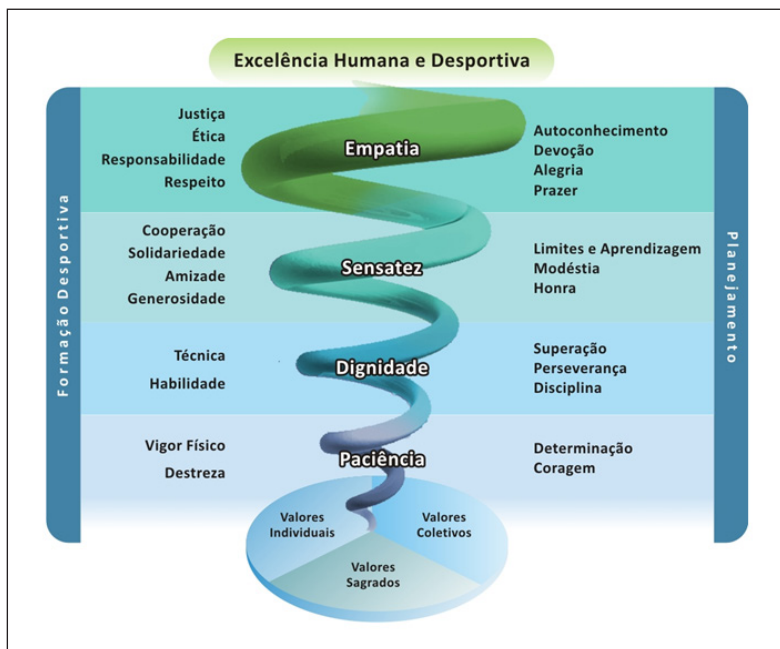 Excelência Humana e Desportiva
Formação Desportiva
Justiça
Ética
Responsabilidade
Respeito
Empatia
Autoconhecimento
Devoção
Alegria
Prazer
Cooperação
Solidariedade
Amizade
Generosidade
Sensatez
Limites e Aprendizagem
Modéstia
Honra
Técnica
Habilidade
Dignidade
Superação
Perseverança
Disciplina
Vigor Físico
Destreza
Paciência
Determinação
Coragem
Planejamento
Valores
Individuais
Valores
Coletivos
Valores
Sagrados